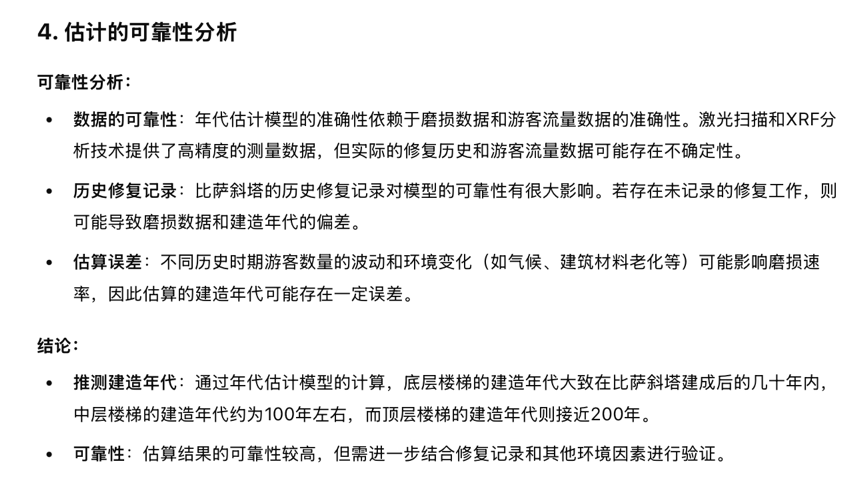 4. 估计的可靠性分析
可靠性分析：
• 数据的可靠性：年代估计模型的准确性依赖于磨损数据和游客流量数据的准确性。激光扫描和XRF分
析技术提供了高精度的测量数据，但实际的修复历史和游客流量数据可能存在不确定性。
• 历史修复记录：比萨斜塔的历史修复记录对模型的可靠性有很大影响。若存在未记录的修复工作，则
可能导致磨损数据和建造年代的偏差。
• 估算误差：不同历史时期游客数量的波动和环境变化（如气候、建筑材料老化等）可能影响磨损速
率，因此估算的建造年代可能存在一定误差。
结论：
• 推测建造年代：通过年代估计模型的计算，底层楼梯的建造年代大致在比萨斜塔建成后的几十年内，
中层楼梯的建造年代约为100年左右，而顶层楼梯的建造年代则接近200年。
• 可靠性：估算结果的可靠性较高，但需进一步结合修复记录和其他环境因素进行验证。